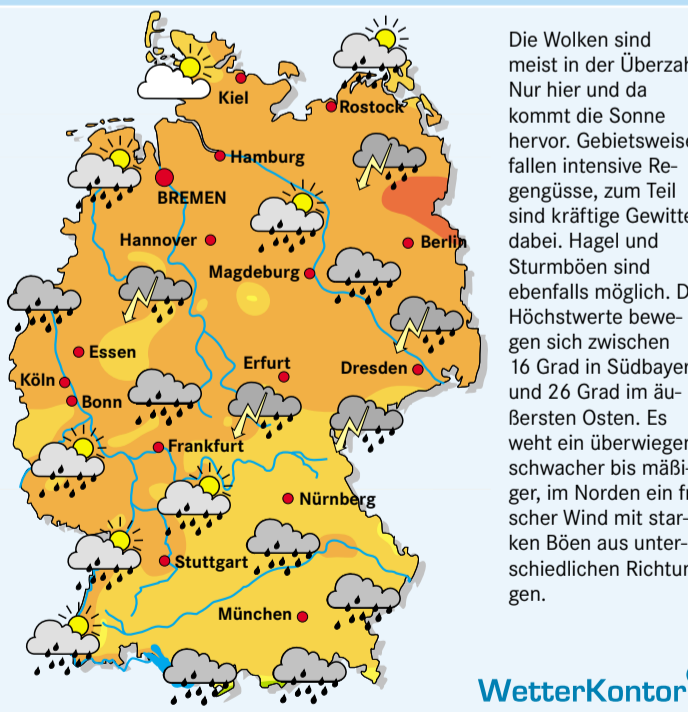 Kiel
Rostock
Hamburg
BREMEN
Hannover
Berlin
Magdeburg
Essen
Erfurt
Dresden
Köln
Bonn
Frankfurt
Nürnberg
Stuttgart
München
Die Wolken sind
meist in der Überzah
Nur hier und da
kommt die Sonne
hervor. Gebietsweise
fallen intensive Re-
gengüsse, zum Teil
sind kräftige Gewitte
dabei. Hagel und
Sturmböen sind
ebenfalls möglich. D
Höchstwerte bewe-
gen sich zwischen
16 Grad in Südbayer
und 26 Grad im äu-
ßersten Osten. Es
weht ein überwiegen
schwacher bis mäßi-
ger, im Norden ein fr
scher Wind mit star-
ken Böen aus unter-
schiedlichen Richtun
gen.
WetterKontor